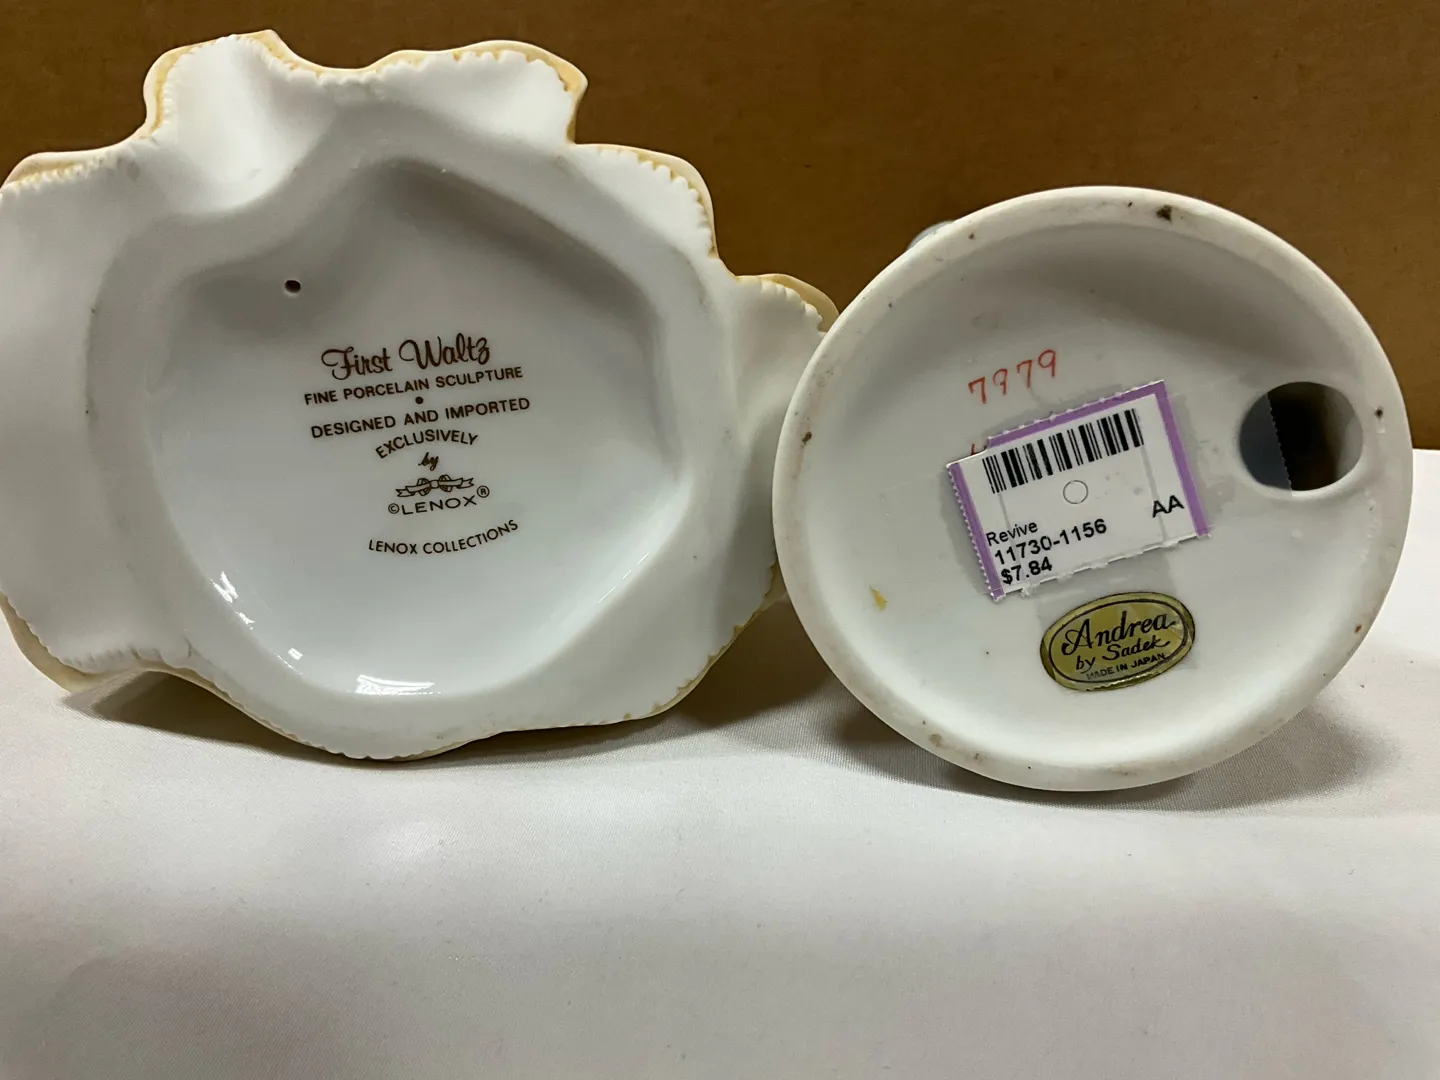 First Waltz
FINE PORCELAIN SCULPTURE
•
DESIGNED AND IMPORTED
EXCLUSIVELY
by
©LENOX®
LENOX COLLECTIONS
7979
Revive
11730-1156
AA
$7.84
Andrea
by Sadek
MADE IN JAPAN